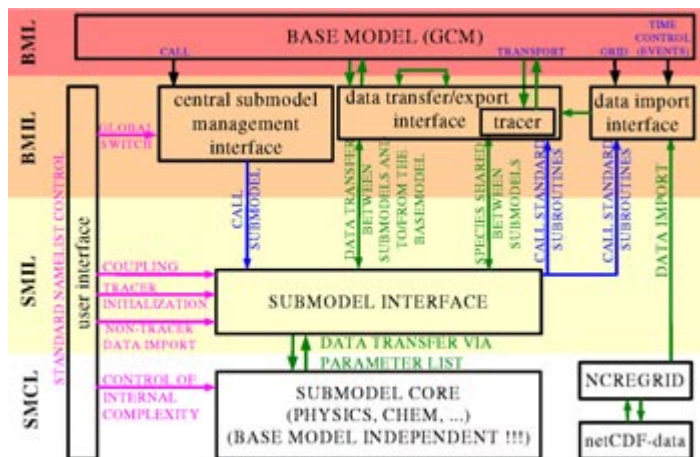 BML
BASE MODEL (GCM)
CALL
TRANSPORT
GRID
TIME
CONTROL
(EVENTS)
BMIL
central submodel
management
interface
data transfer/export
interface
tracer
data import
interface
GLOBAL
SWITCH
user interface
STANDARD NAMELIST CONTROL
CALL
SUBMODEL
DATA TRANSFER
BETWEEN
SUBMODELS AND
TO/FROM THE
BASEMODEL
SPECIES SHARED
BETWEEN
SUBMODELS
CALL STANDARD
SUBROUTINES
CALL STANDARD
SUBROUTINES
DATA IMPORT
SMIL
COUPLING
TRACER
INITIALIZATION
NON-TRACER
DATA IMPORT
SUBMODEL INTERFACE
DATA TRANSFER VIA
PARAMETER LIST
SMCL
CONTROL OF
INTERNAL
COMPLEXITY
SUBMODEL CORE
(PHYSICS, CHEM, ...)
(BASE MODEL INDEPENDENT !!!)
NCREGRID
netCDF-data